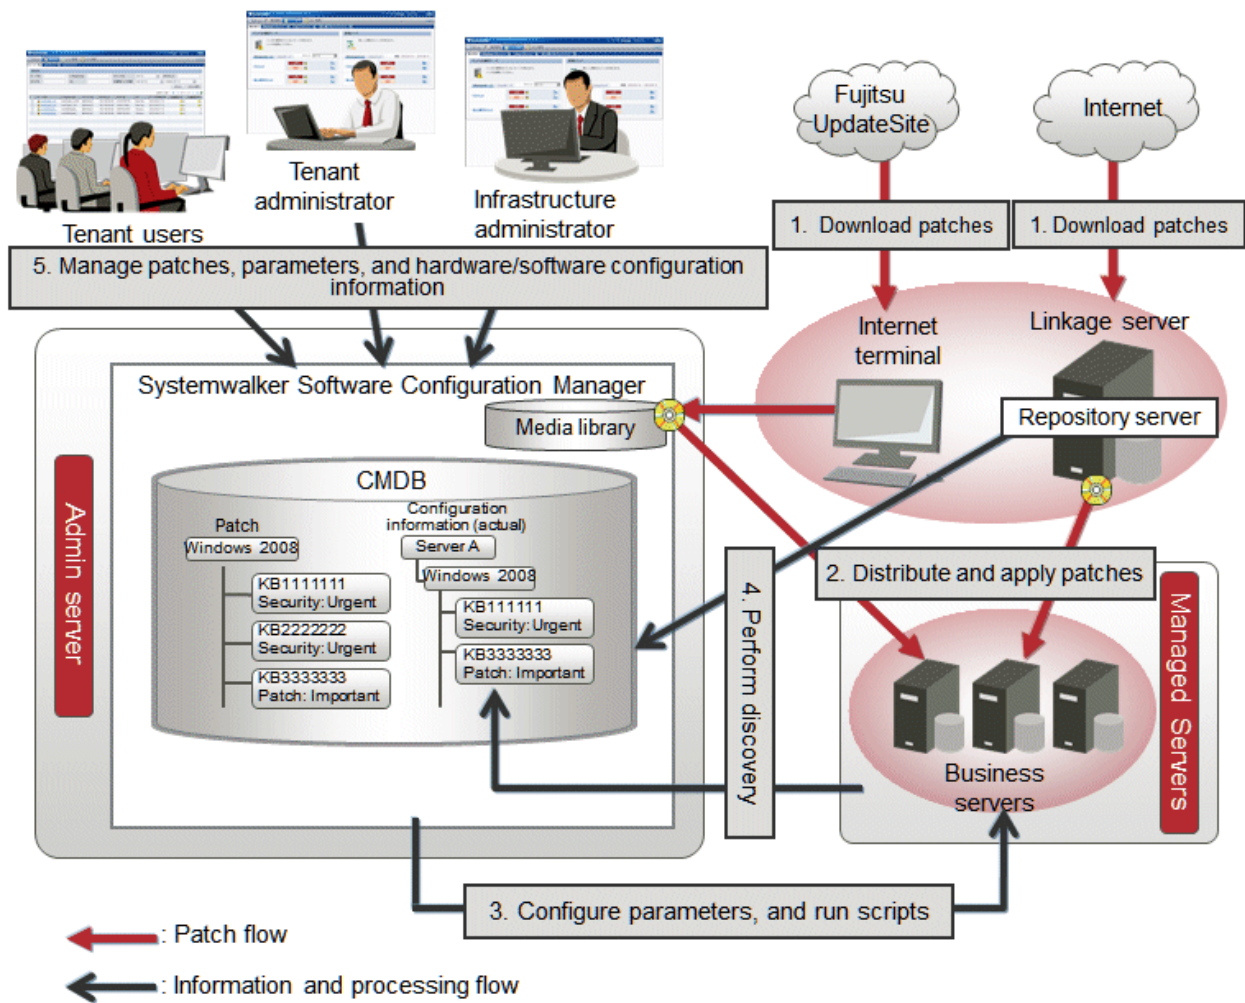 Fujitsu
UpdateSite
Internet
Tenant
administrator
Infrastructure
administrator
Tenant users
1. Download patches
1. Download patches
5. Manage patches, parameters, and hardware/software configuration
information
Internet
terminal
Linkage server
Repository server
Systemwalker Software Configuration Manager
Media library
Admin server
CMDB
Patch
Windows 2008
KB1111111
Security: Urgent
KB2222222
Security: Urgent
KB3333333
Patch: Important
Configuration
information (actual)
Server A
Windows 2008
KB111111
Security: Urgent
KB3333333
Patch: Important
4. Perform discovery
2. Distribute and apply patches
Managed Servers
Business
servers
3. Configure parameters, and run scripts
: Patch flow
: Information and processing flow